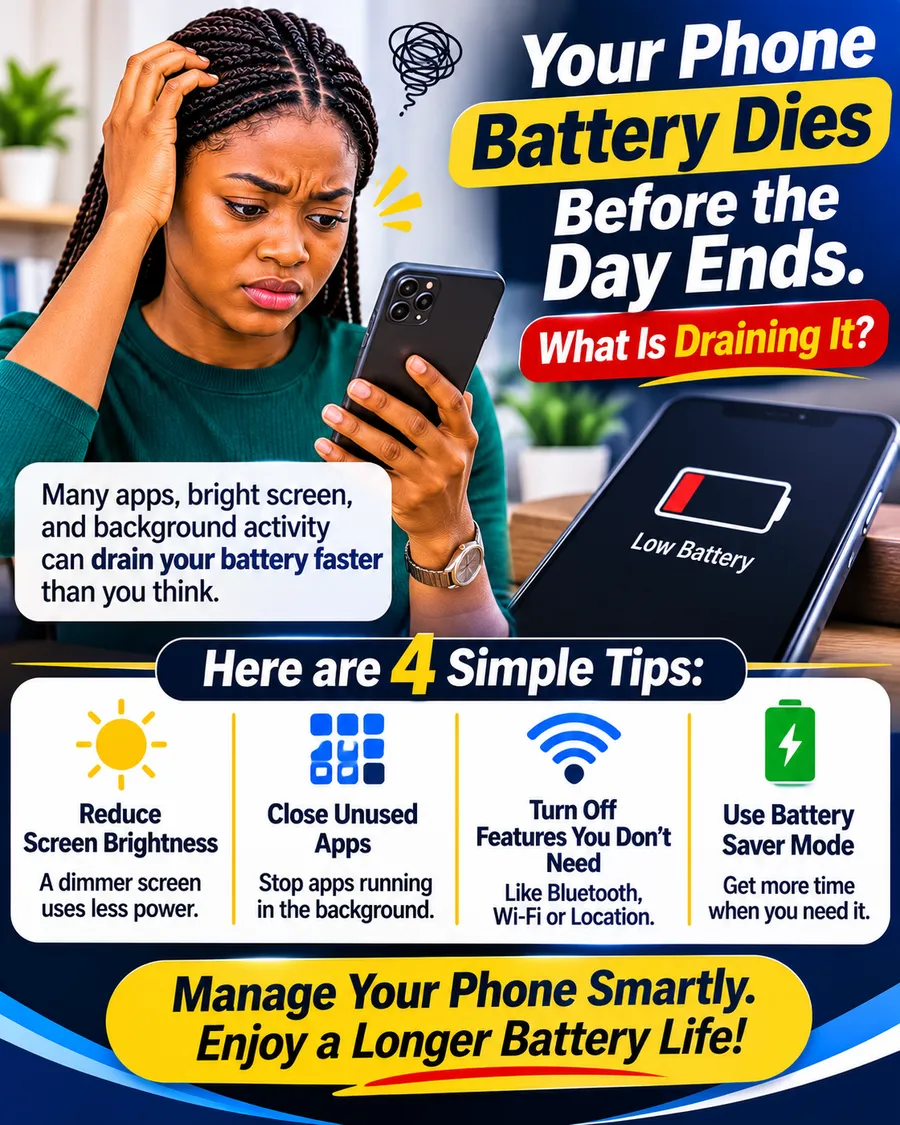 Your Phone
Battery Dies
Before the
Day Ends.
What Is Draining It?
Many apps, bright screen,
and background activity
can drain your battery faster
than you think.
Low Battery
Here are 4 Simple Tips:
Reduce
Screen Brightness
A dimmer screen
uses less power.
Close Unused
Apps
Stop apps running
in the background.
Turn Off
Features You Don't
Need
Like Bluetooth,
Wi-Fi or Location.
Use Battery
Saver Mode
Get more time
when you need it.
Manage Your Phone Smartly.
Enjoy a Longer Battery Life!